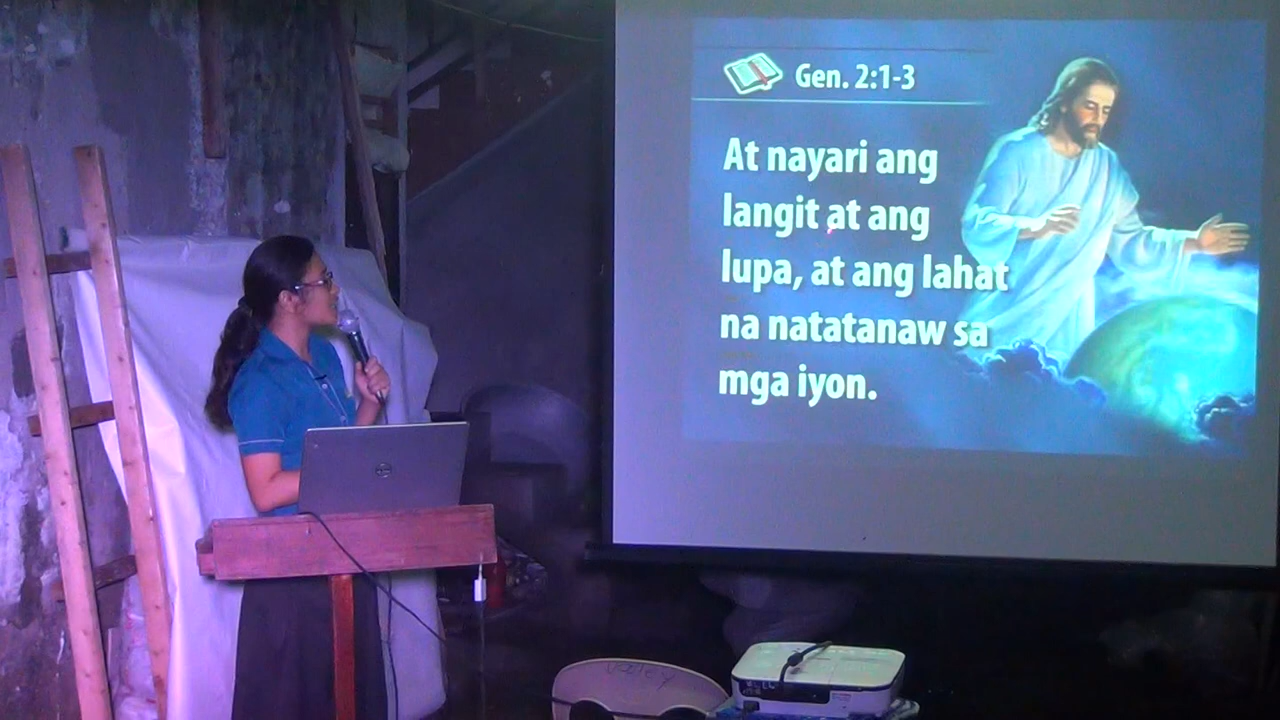 Gen. 2:1-3
At nayari ang
langit at ang
lupa, at ang lahat
na natatanaw sa
mga iyon.